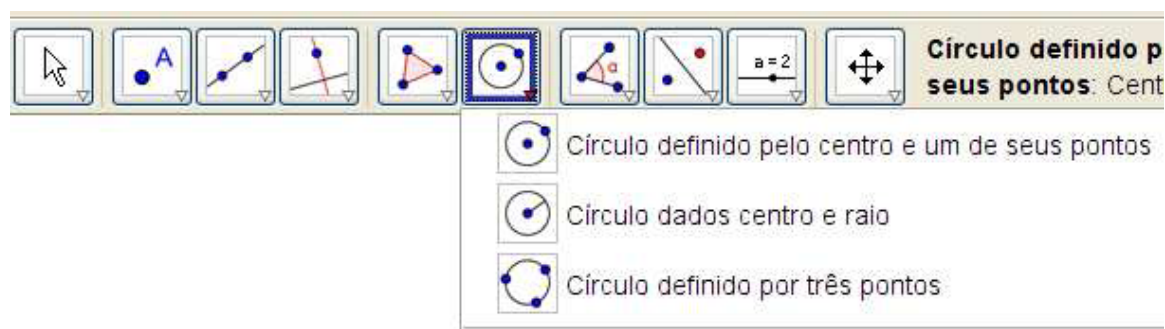 A
α
a = 2
Círculo definido p
seus pontos: Cent
Círculo definido pelo centro e um de seus pontos
Círculo dados centro e raio
Círculo definido por três pontos